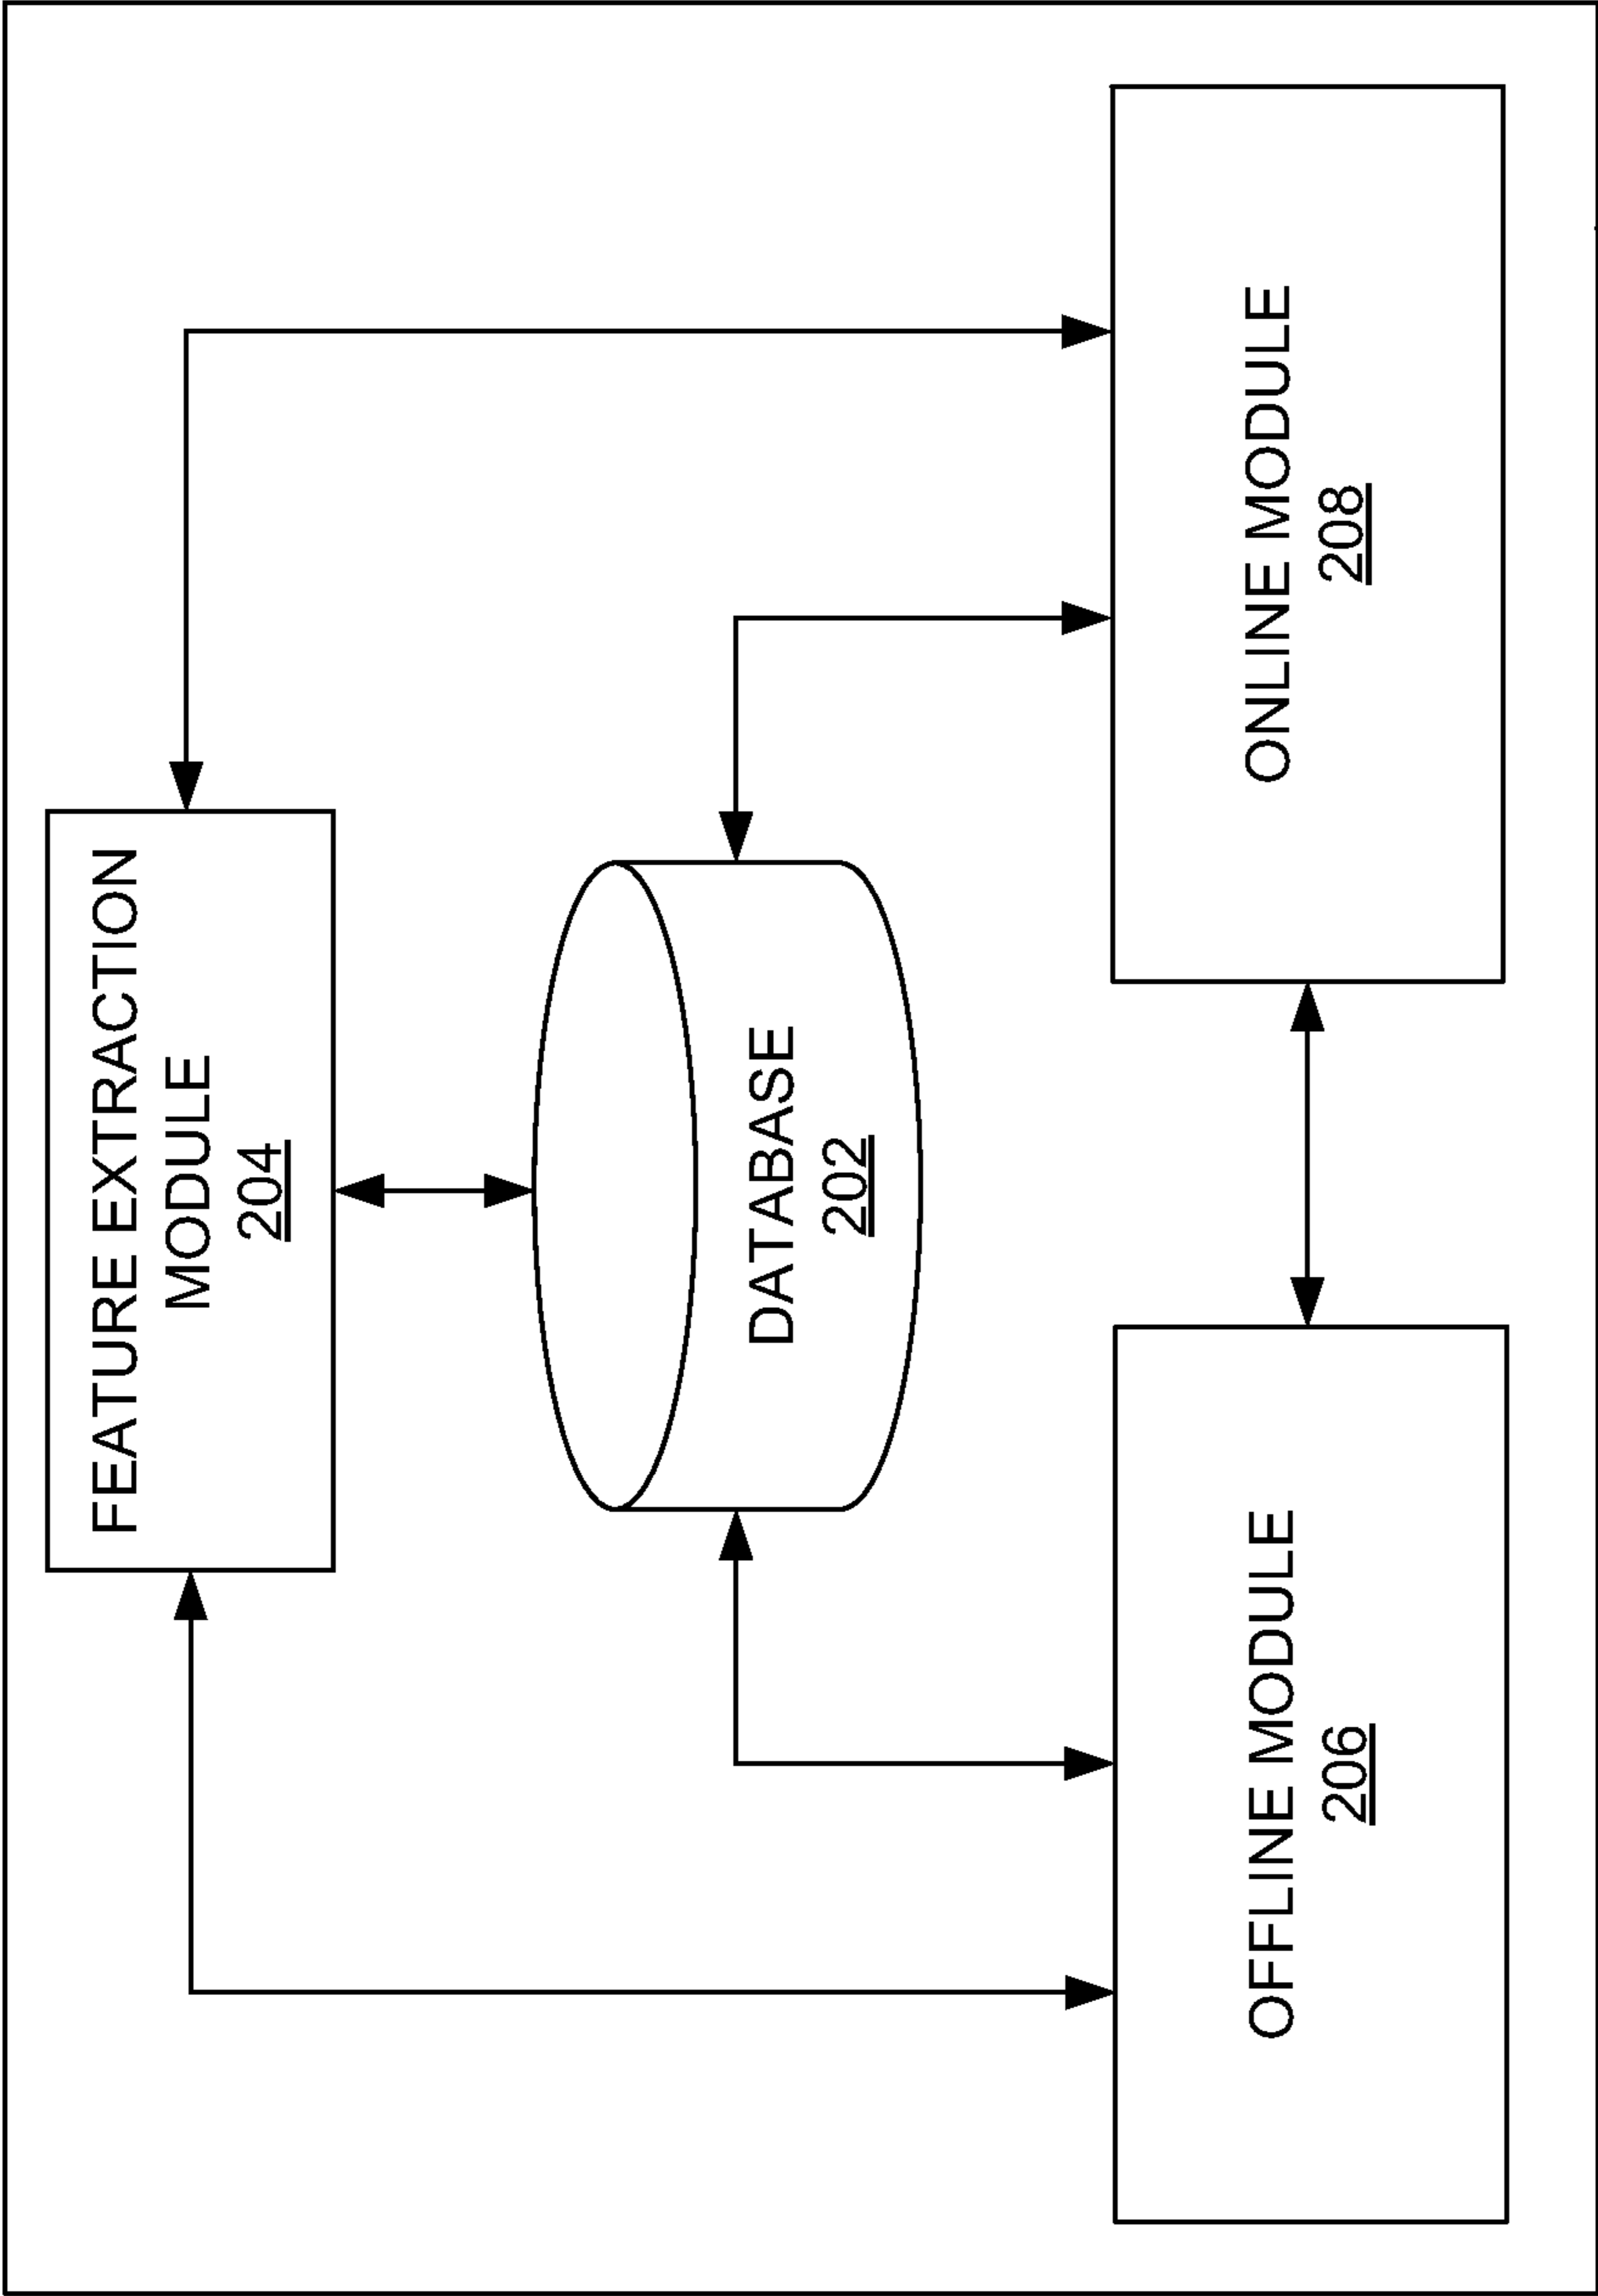 FEATURE EXTRACTION
MODULE
204
DATABASE
202
OFFLINE MODULE
206
ONLINE MODULE
208